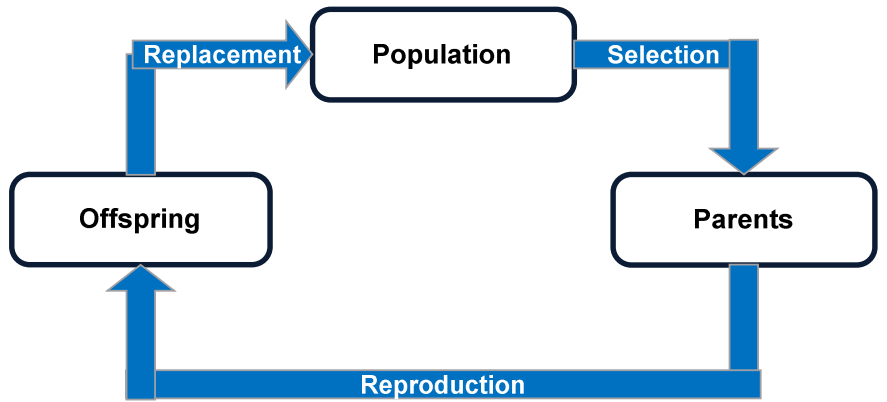 Replacement
Population
Selection
Offspring
Parents
Reproduction